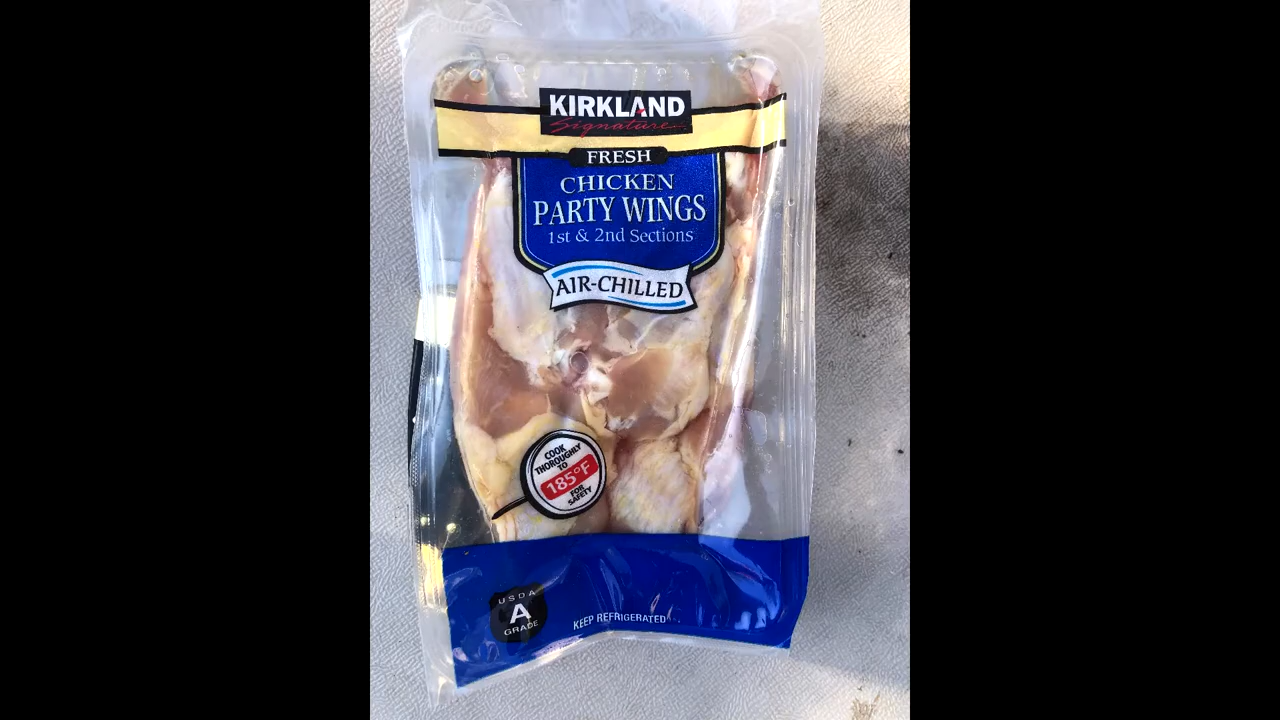 KIRKLAND
Signature
FRESH
CHICKEN
PARTY WINGS
1st & 2nd Sections
AIR-CHILLED
COOK
THOROUGHLY
TO
185°F
FOR
SAFETY
USDA
A
GRADE
KEEP REFRIGERATED